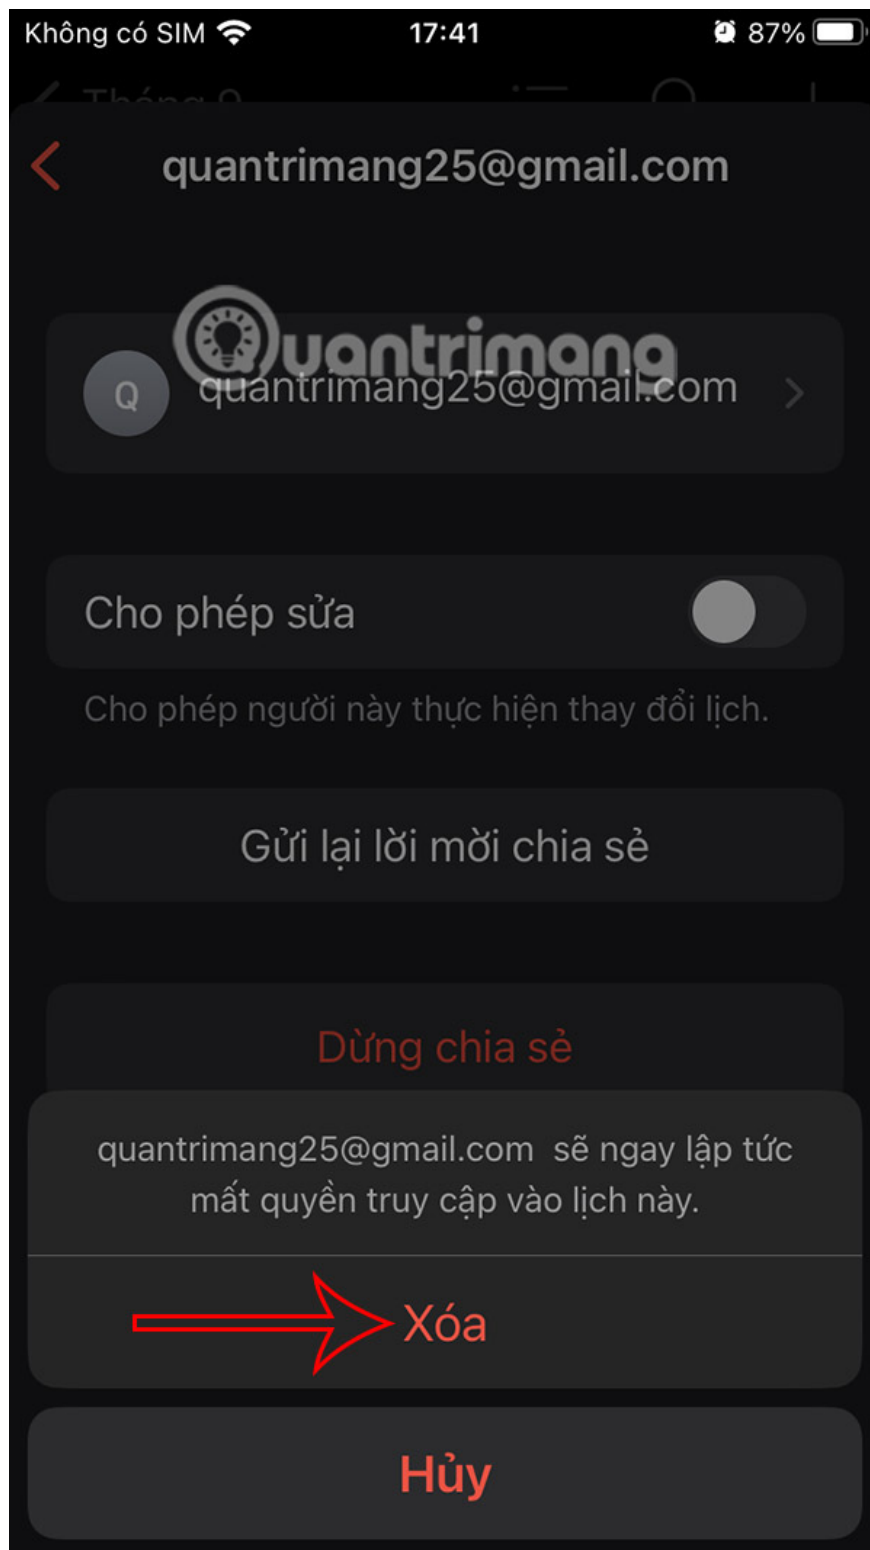 Không có SIM 17:41 87%
Tháng 9
quantrimang25@gmail.com
Quantrimang
Q quantrimang25@gmail.com
Cho phép sửa
Cho phép người này thực hiện thay đổi lịch.
Gửi lại lời mời chia sẻ
Dừng chia sẻ
quantrimang25@gmail.com sẽ ngay lập tức
mất quyền truy cập vào lịch này.
Xóa
Hủy